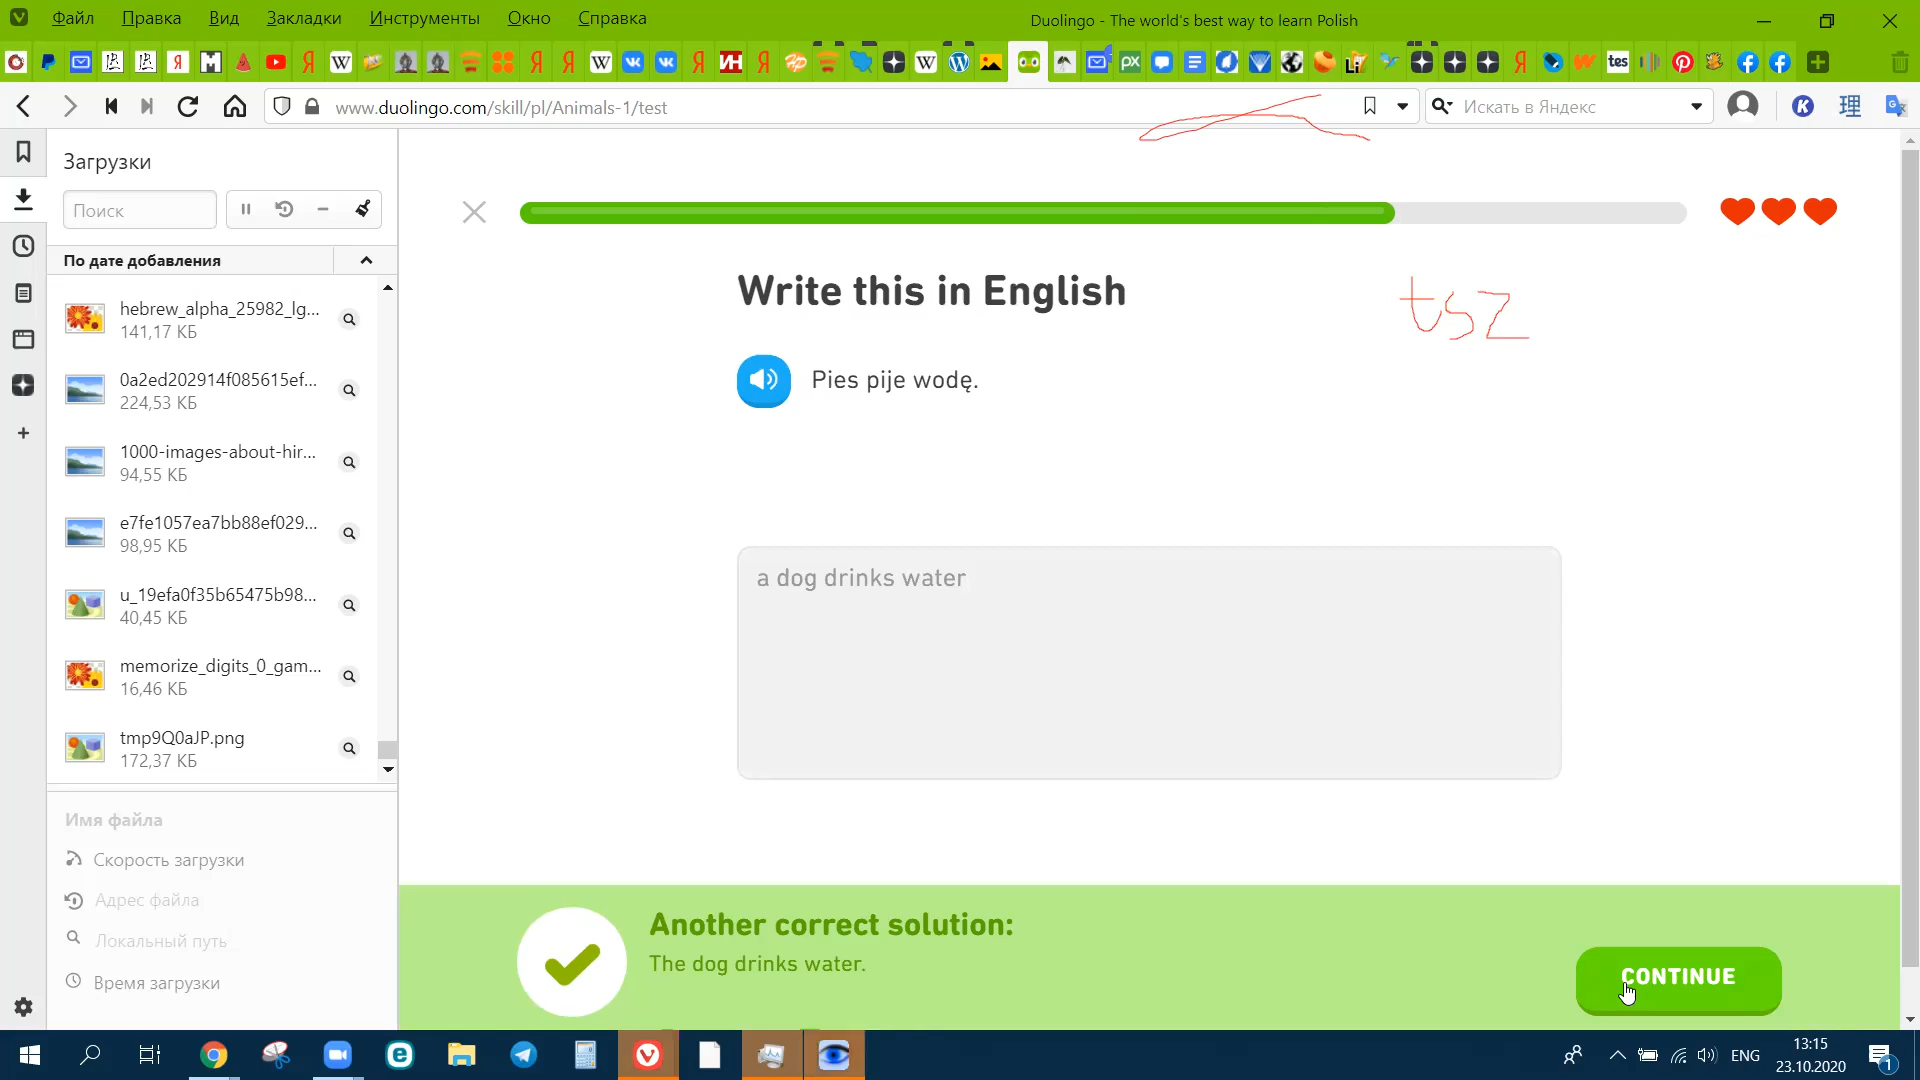 Файл Правка Вид Закладки Инструменты Окно Справка
Duolingo - The world's best way to learn Polish
www.duolingo.com/skill/pl/Animals-1/test
Искать в Яндекс
Загрузки
Поиск
По дате добавления
hebrew_alpha_25982_lg...
141,17 КБ
0a2ed202914f085615ef...
224,53 КБ
1000-images-about-hir...
94,55 КБ
e7fe1057ea7bb88ef029...
98,95 КБ
u_19efa0f35b65475b98...
40,45 КБ
memorize_digits_0_gam...
16,46 КБ
tmp9Q0aJP.png
172,37 КБ
Имя файла
Скорость загрузки
Адрес файла
Локальный путь
Время загрузки
Write this in English
tsz
Pies pije wodę.
a dog drinks water
Another correct solution:
The dog drinks water.
CONTINUE
ENG
13:15
23.10.2020
1